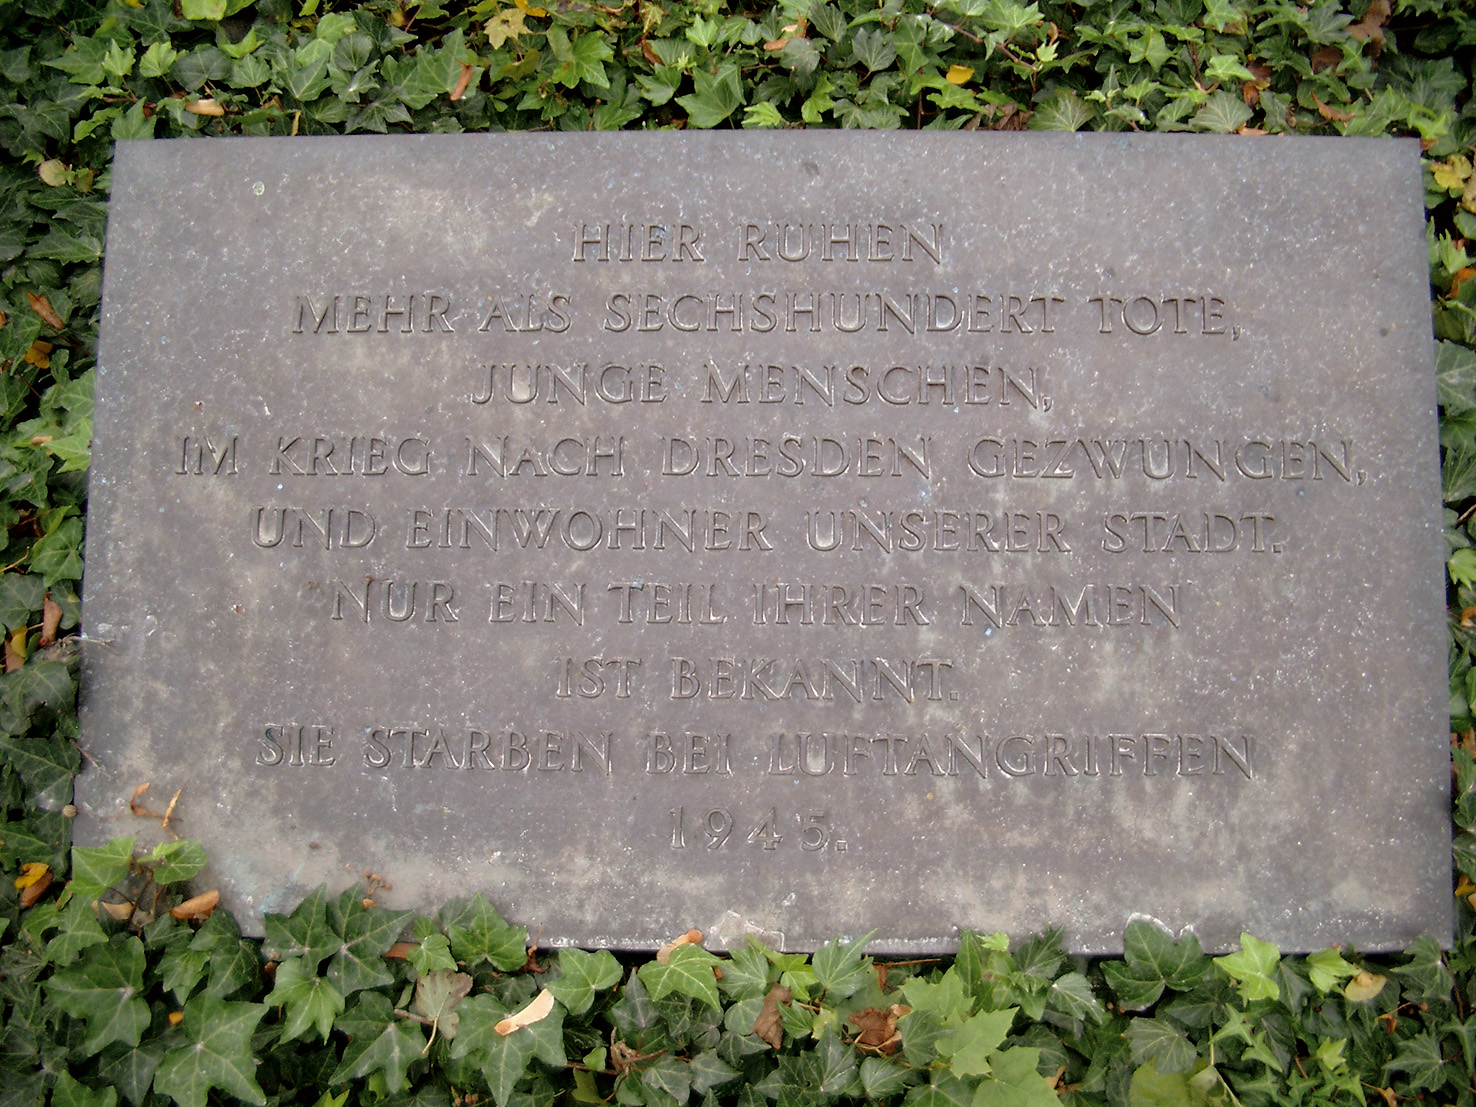 HIER RUHEN
MEHR ALS SECHSHUNDERT TOTE,
JUNGE MENSCHEN,
IM KRIEG NACH DRESDEN GEZWUNGEN,
UND EINWOHNER UNSERER STADT.
NUR EIN TEIL IHRER NAMEN
IST BEKANNT.
SIE STARBEN BEI LUFTANGRIFFEN
1945.